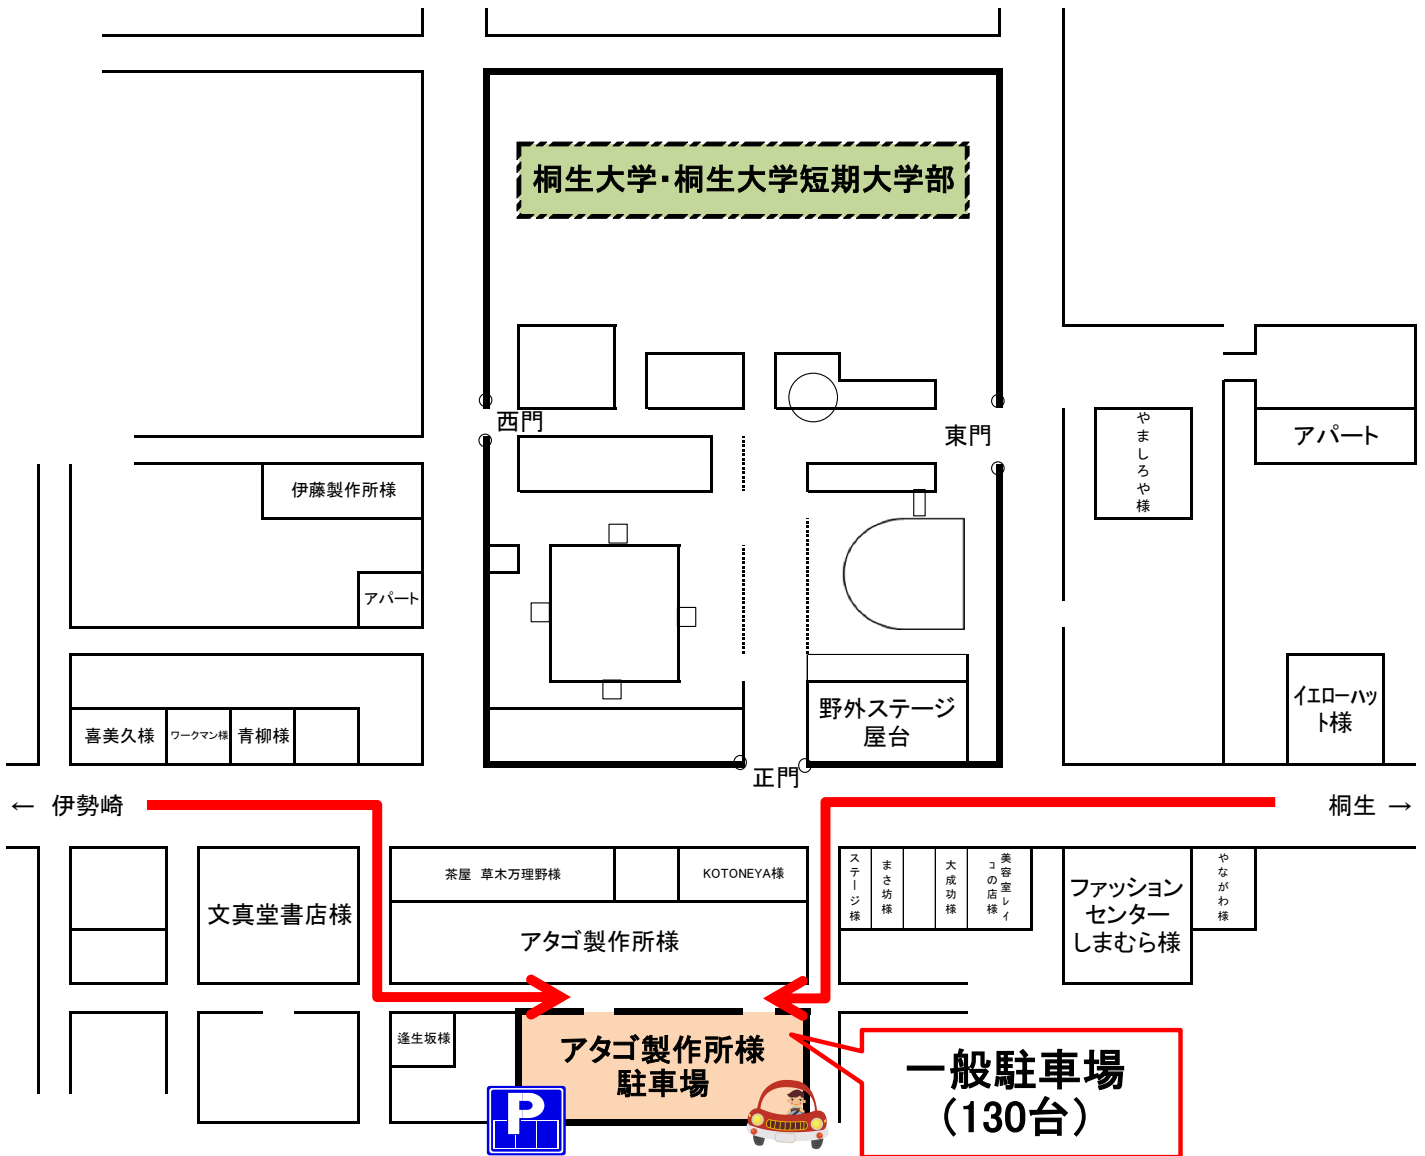 桐生大学・桐生大学短期大学部
西門
東門
やましろや様
アパート
伊藤製作所様
アパート
喜美久様
ワークマン様
青柳様
野外ステージ
屋台
イエローハッ
ト様
正門
← 伊勢崎
桐生 →
茶屋 草木万理野様
KOTONEYA様
ステージ様
まさ坊様
大成功様
美容室レイ
コの店様
ファッション
センター
しまむら様
やながわ様
文真堂書店様
アタゴ製作所様
逢生坂様
アタゴ製作所様
駐車場
P
一般駐車場
（130台）